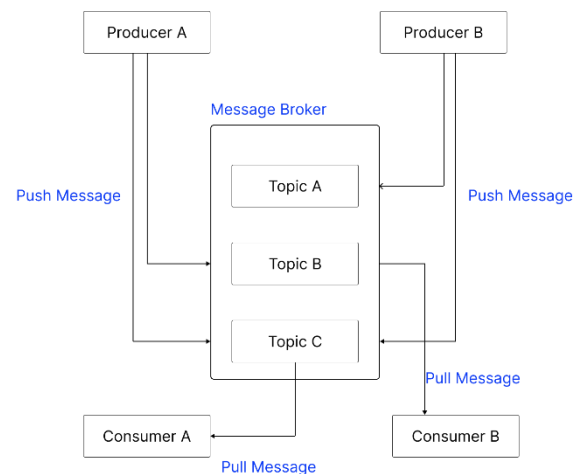 Producer A
Producer B
Message Broker
Topic A
Push Message
Push Message
Topic B
Topic C
Pull Message
Consumer A
Consumer B
Pull Message